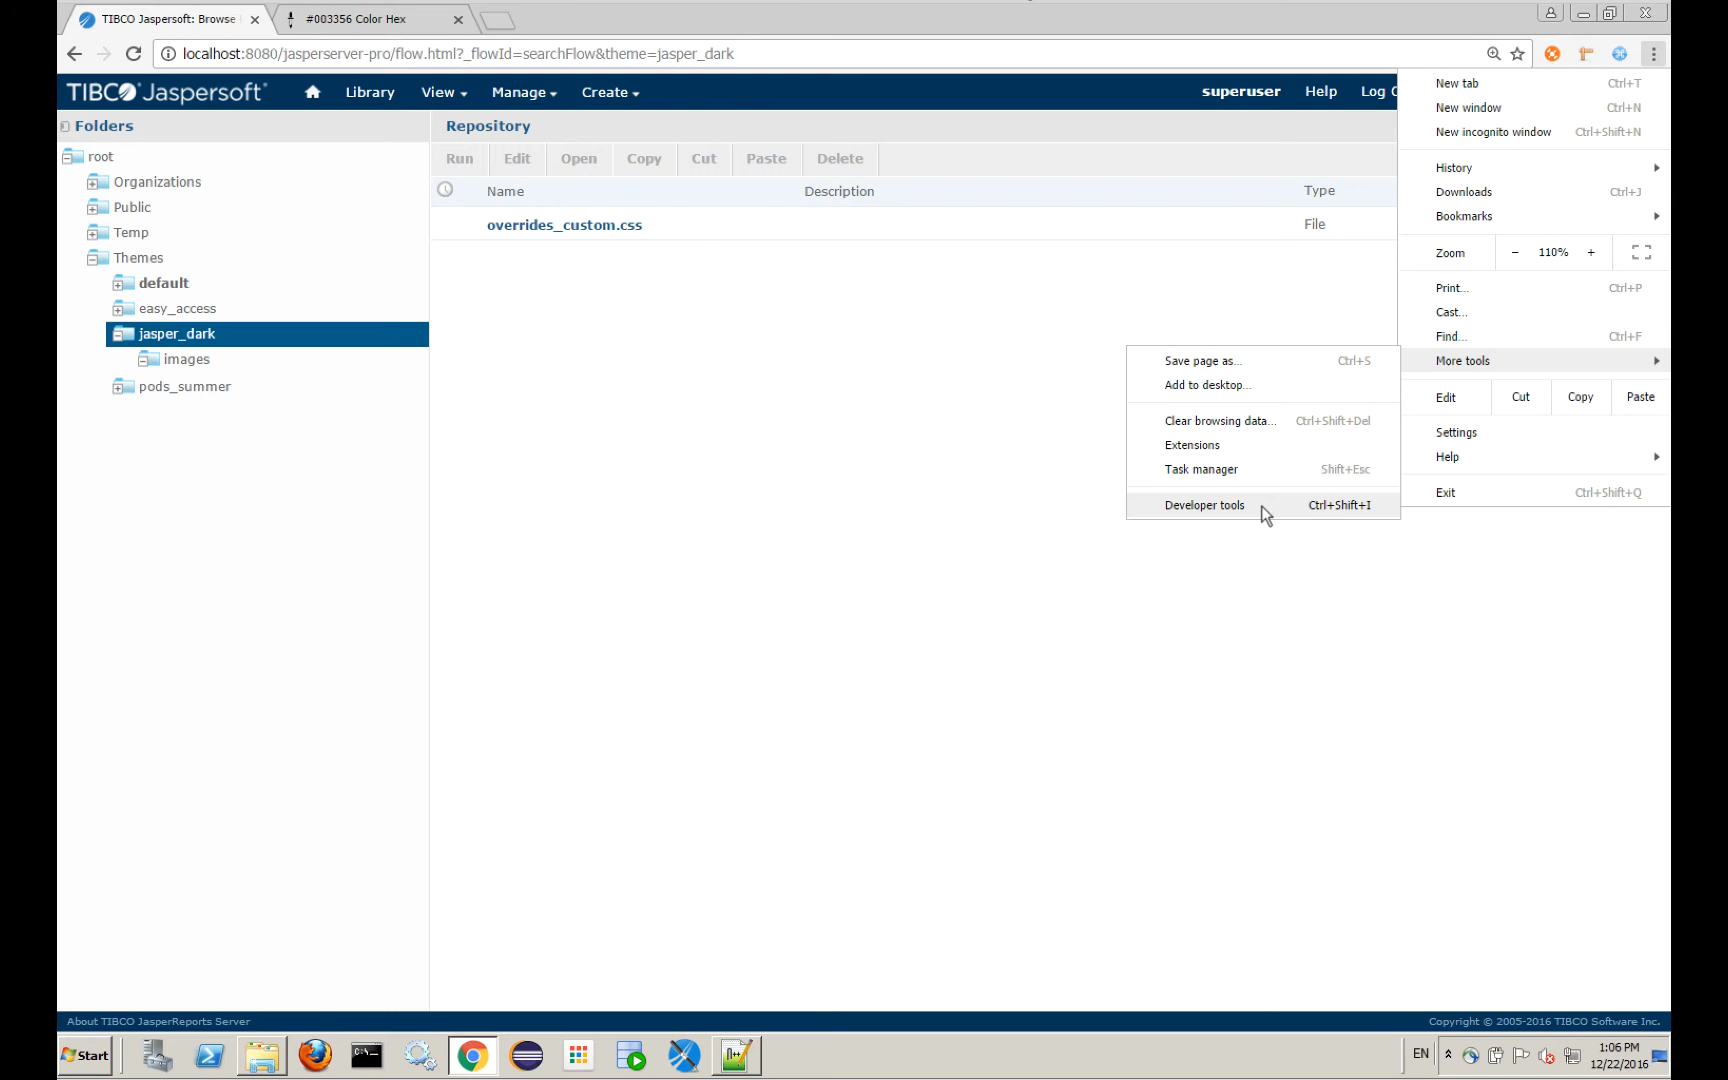 TIBCO Jaspersoft: Browse
#003356 Color Hex
localhost:8080/jasperserver-pro/flow.html?_flowId=searchFlow&theme=jasper_dark
TIBCO Jaspersoft® Library View Manage Create superuser Help Log
Folders
root
Organizations
Public
Temp
Themes
default
easy_access
jasper_dark
images
pods_summer
Repository
Run Edit Open Copy Cut Paste Delete
Name Description Type
overrides_custom.css File
New tab Ctrl+T
New window Ctrl+N
New incognito window Ctrl+Shift+N
History
Downloads Ctrl+J
Bookmarks
Zoom − 110% +
Print... Ctrl+P
Cast...
Find... Ctrl+F
More tools
Edit Cut Copy Paste
Settings
Help
Exit Ctrl+Shift+Q
Save page as... Ctrl+S
Add to desktop...
Clear browsing data... Ctrl+Shift+Del
Extensions
Task manager Shift+Esc
Developer tools Ctrl+Shift+I
About TIBCO JasperReports Server Copyright © 2005-2016 TIBCO Software Inc.
Start EN 1:06 PM
12/22/2016